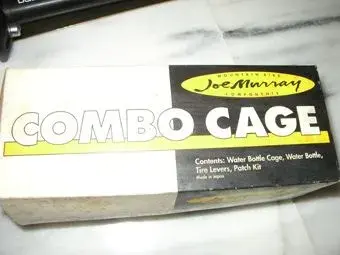 MOUNTAIN BIKE
Joe Murray
COMPONENTS
COMBO CAGE
Contents: Water Bottle Cage, Water Bottle,
Tire Levers, Patch Kit
Made in Japan